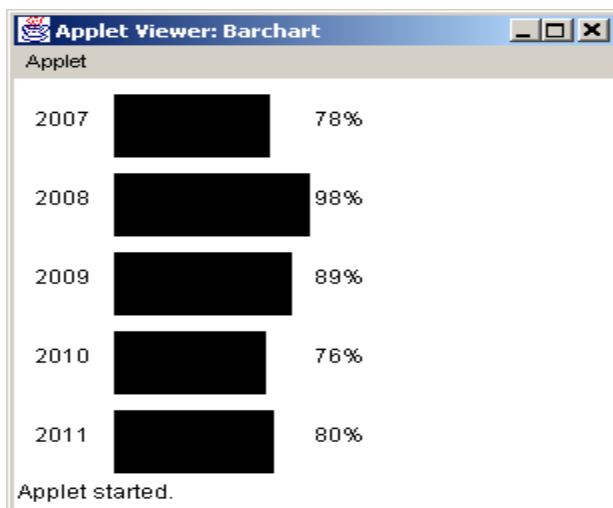 Applet Viewer: Barchart
Applet
2007 78%
2008 98%
2009 89%
2010 76%
2011 80%
Applet started.